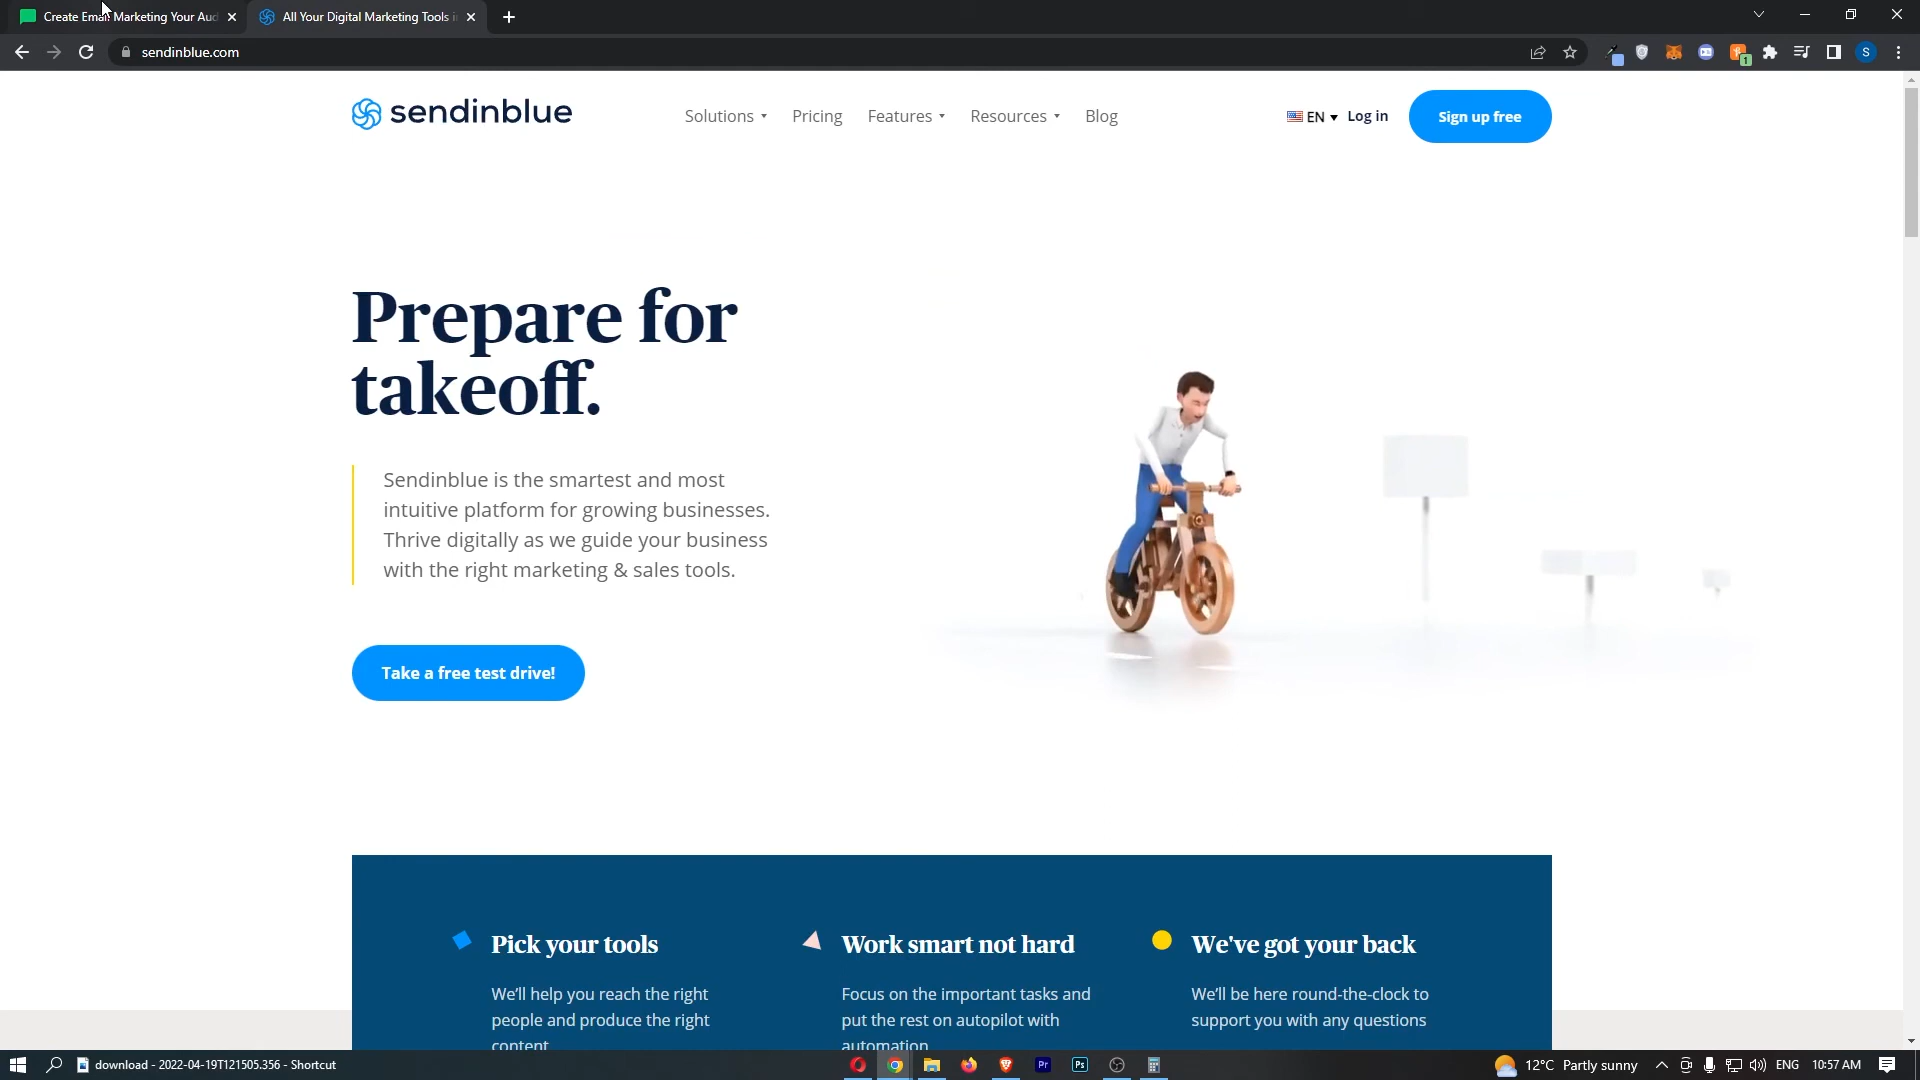 Create Email Marketing Your Aud
All Your Digital Marketing Tools i
sendinblue.com
S
1
sendinblue
Solutions
Pricing
Features
Resources
Blog
EN
Log in
Sign up free
Prepare for
takeoff.
Sendinblue is the smartest and most
intuitive platform for growing businesses.
Thrive digitally as we guide your business
with the right marketing & sales tools.
Take a free test drive!
Pick your tools
We'll help you reach the right
people and produce the right
content
Work smart not hard
Focus on the important tasks and
put the rest on autopilot with
automation
We've got your back
We'll be here round-the-clock to
support you with any questions
download - 2022-04-19T121505.356 - Shortcut
Pr
Ps
12°C Partly sunny
ENG
10:57 AM